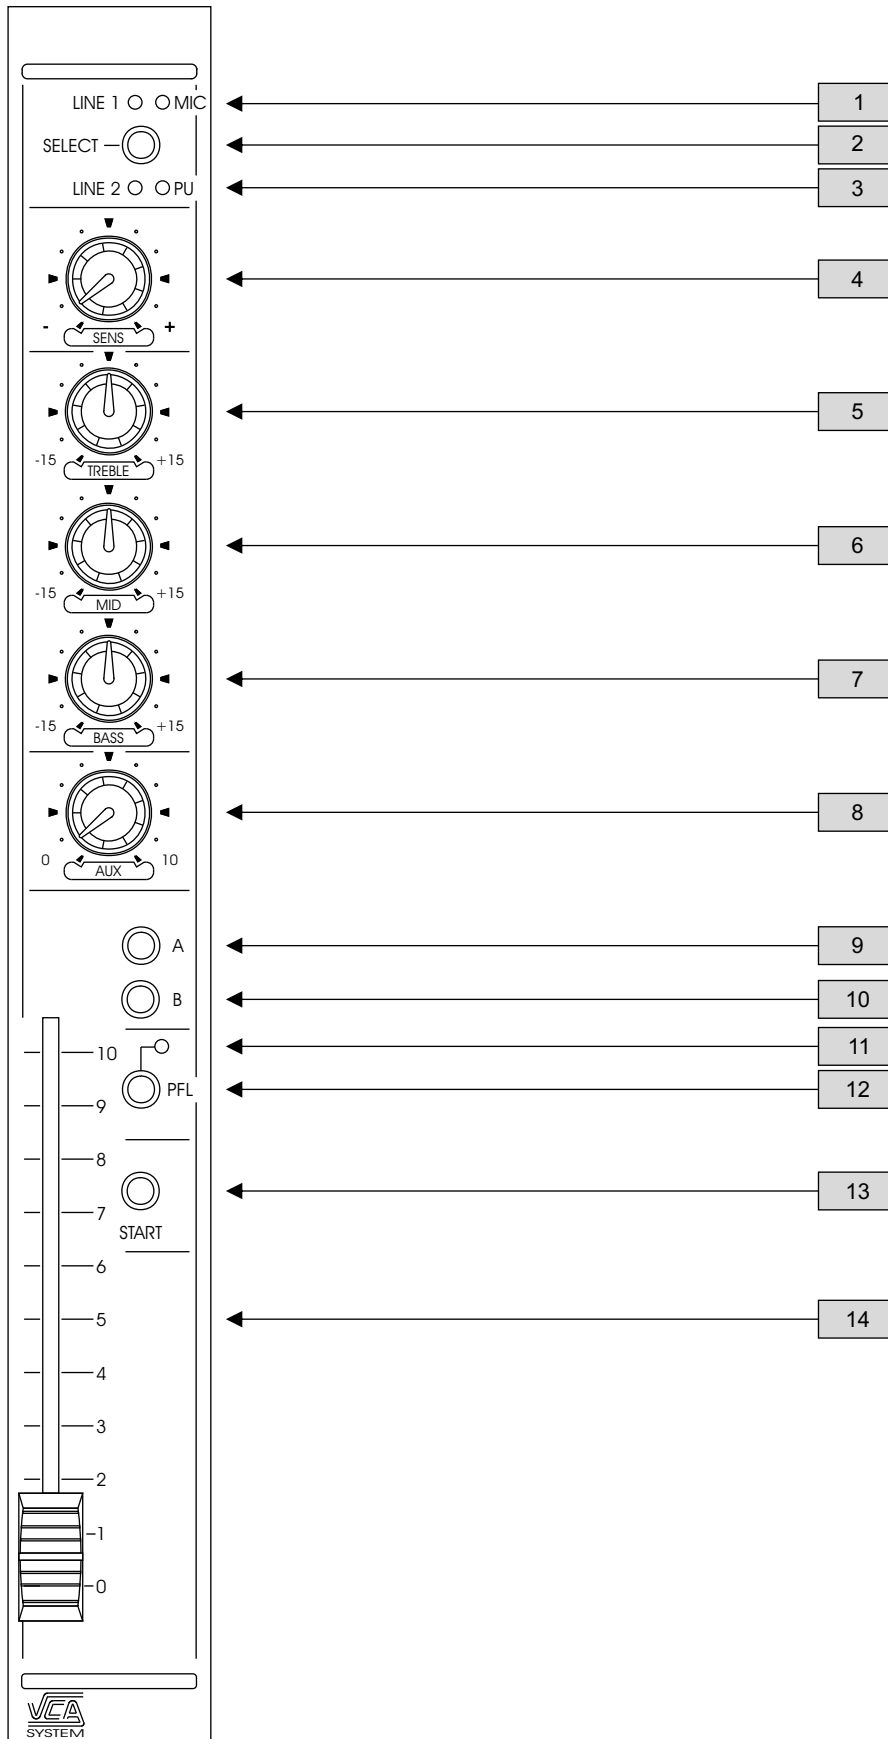 LINE 1 MIC 1
SELECT 2
LINE 2 PU 3
4
- +
SENS
5
-15 +15
TREBLE
6
-15 +15
MID
7
-15 +15
BASS
8
0 10
AUX
A 9
B 10
10 11
PFL 12
9
8
13
7
START
6
5 14
4
3
2
1
0
VCA
SYSTEM